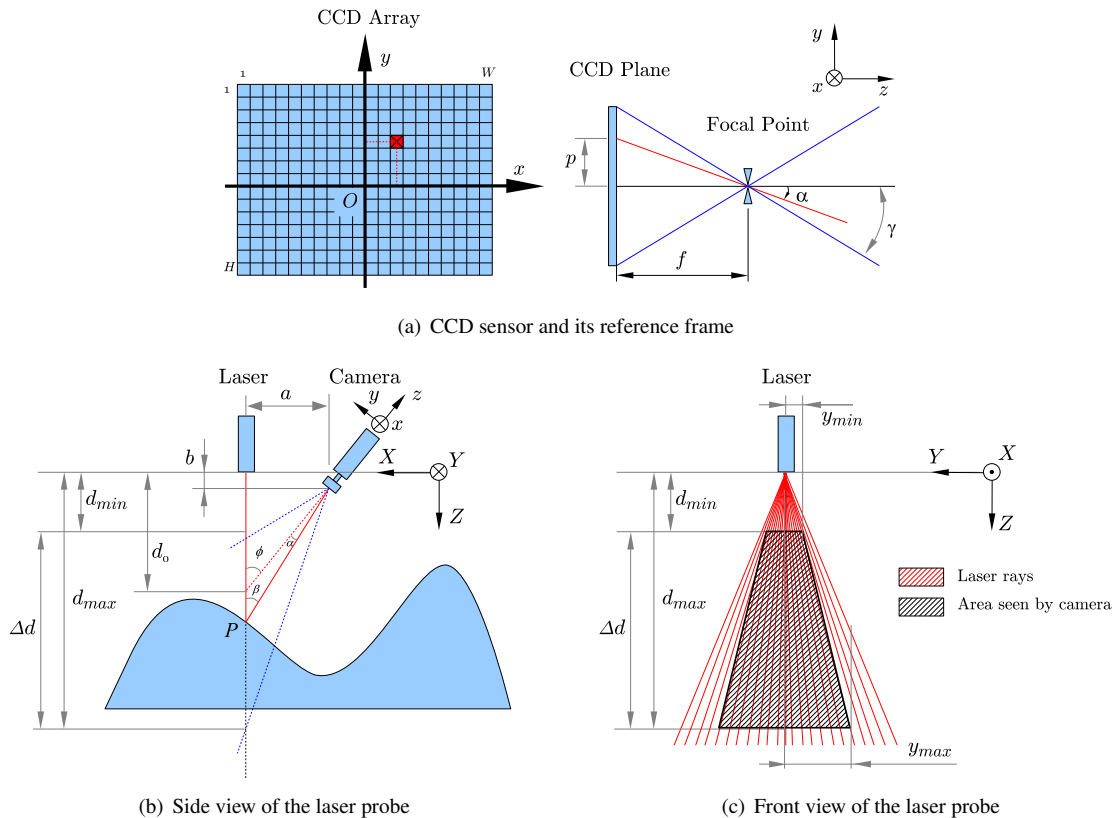 CCD Array
y
1
W
1
x
O
H
CCD Plane
y
x
z
Focal Point
p
α
γ
f
(a) CCD sensor and its reference frame
Laser
Camera
a
y
z
x
b
X
Y
Z
d_min
d_o
d_max
Δd
ϕ
α
β
P
(b) Side view of the laser probe
Laser
y_min
Y
X
Z
d_min
d_max
Δd
Laser rays
Area seen by camera
y_max
(c) Front view of the laser probe